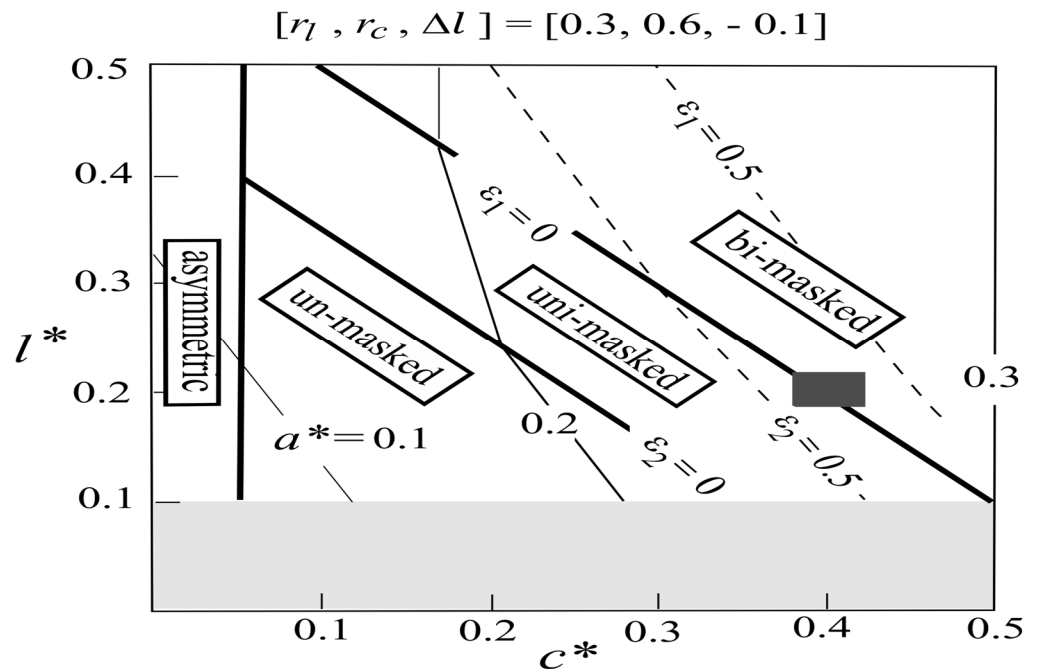 [r_l , r_c , Δl ] = [0.3, 0.6, - 0.1]
0.5
0.4
0.3
0.2
0.1
l*
asymmetric
un-masked
uni-masked
bi-masked
ε₁ = 0.5
ε₁ = 0
ε₂ = 0
ε₂ = 0.5
a*= 0.1
0.2
0.3
0.1
0.2
0.3
0.4
0.5
c*